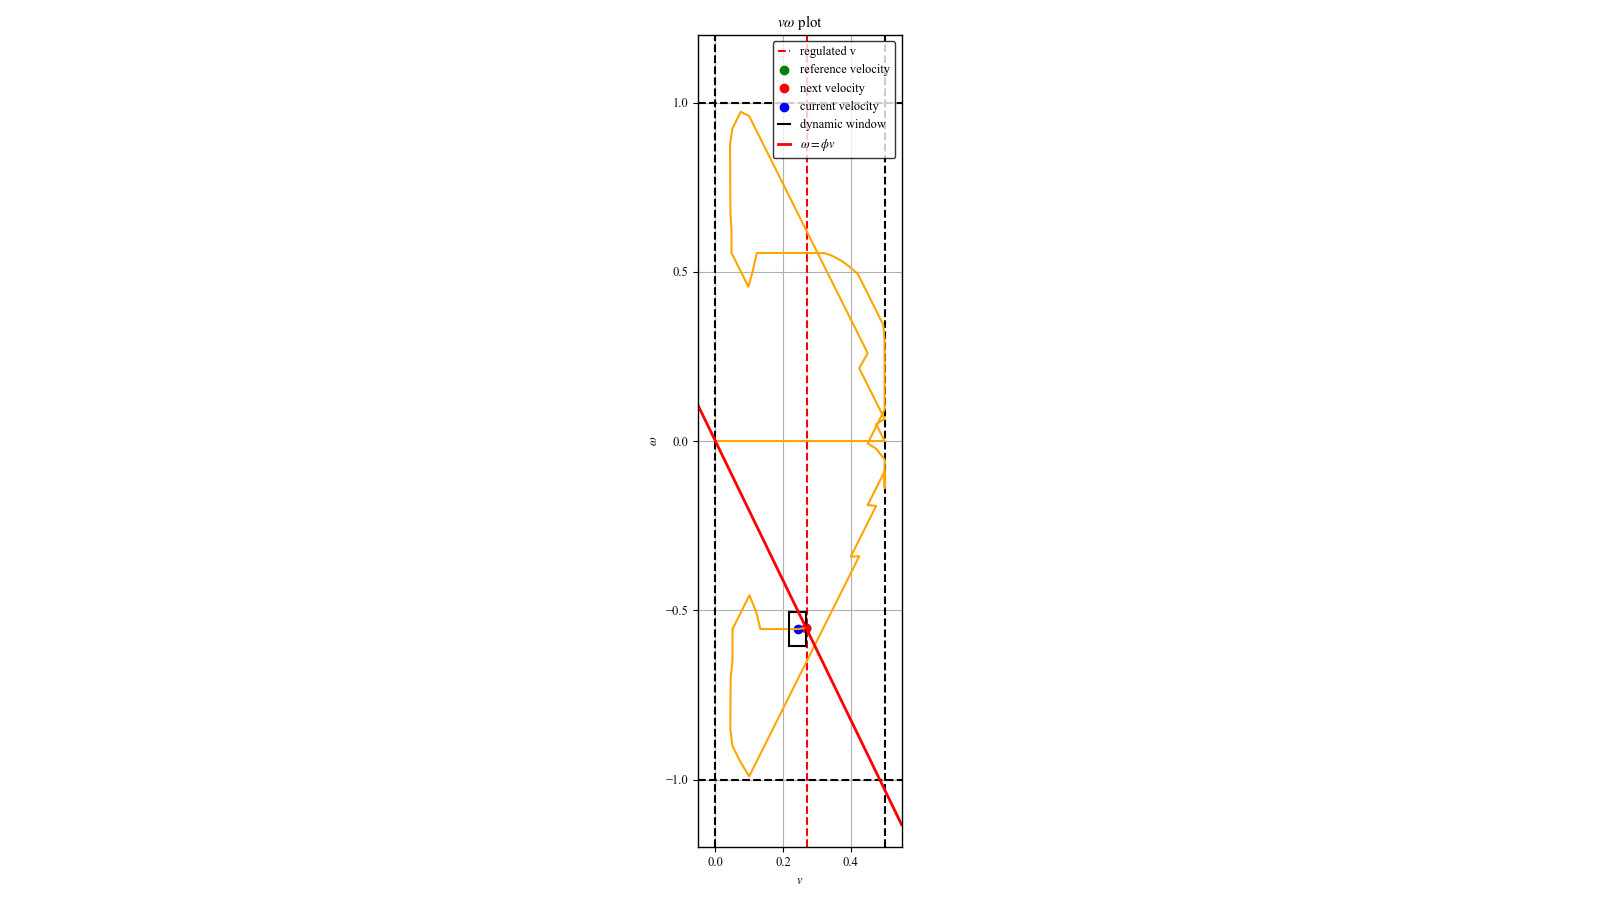 vω plot
regulated v
reference velocity
next velocity
current velocity
dynamic window
ω = ϕv
1.0
0.5
0.0
−0.5
−1.0
ω
0.0 0.2 0.4
v